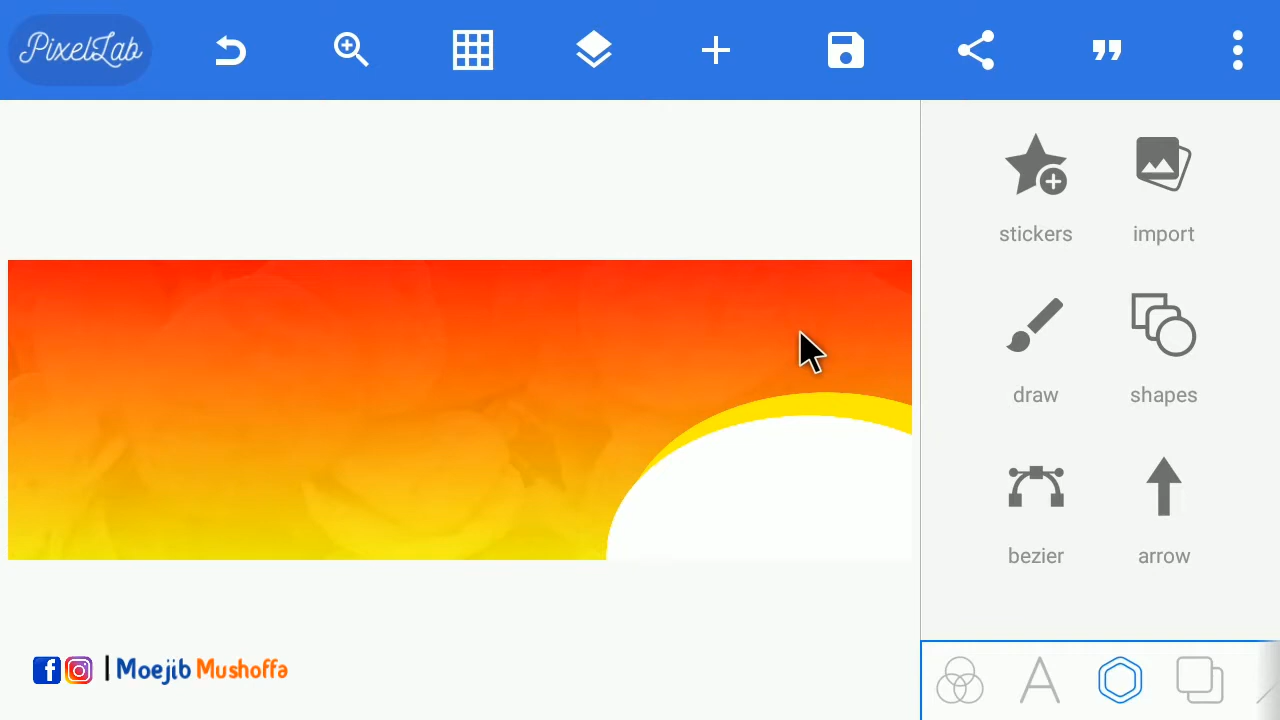 PixelLab
stickers
import
draw
shapes
bezier
arrow
Moejib Mushoffa